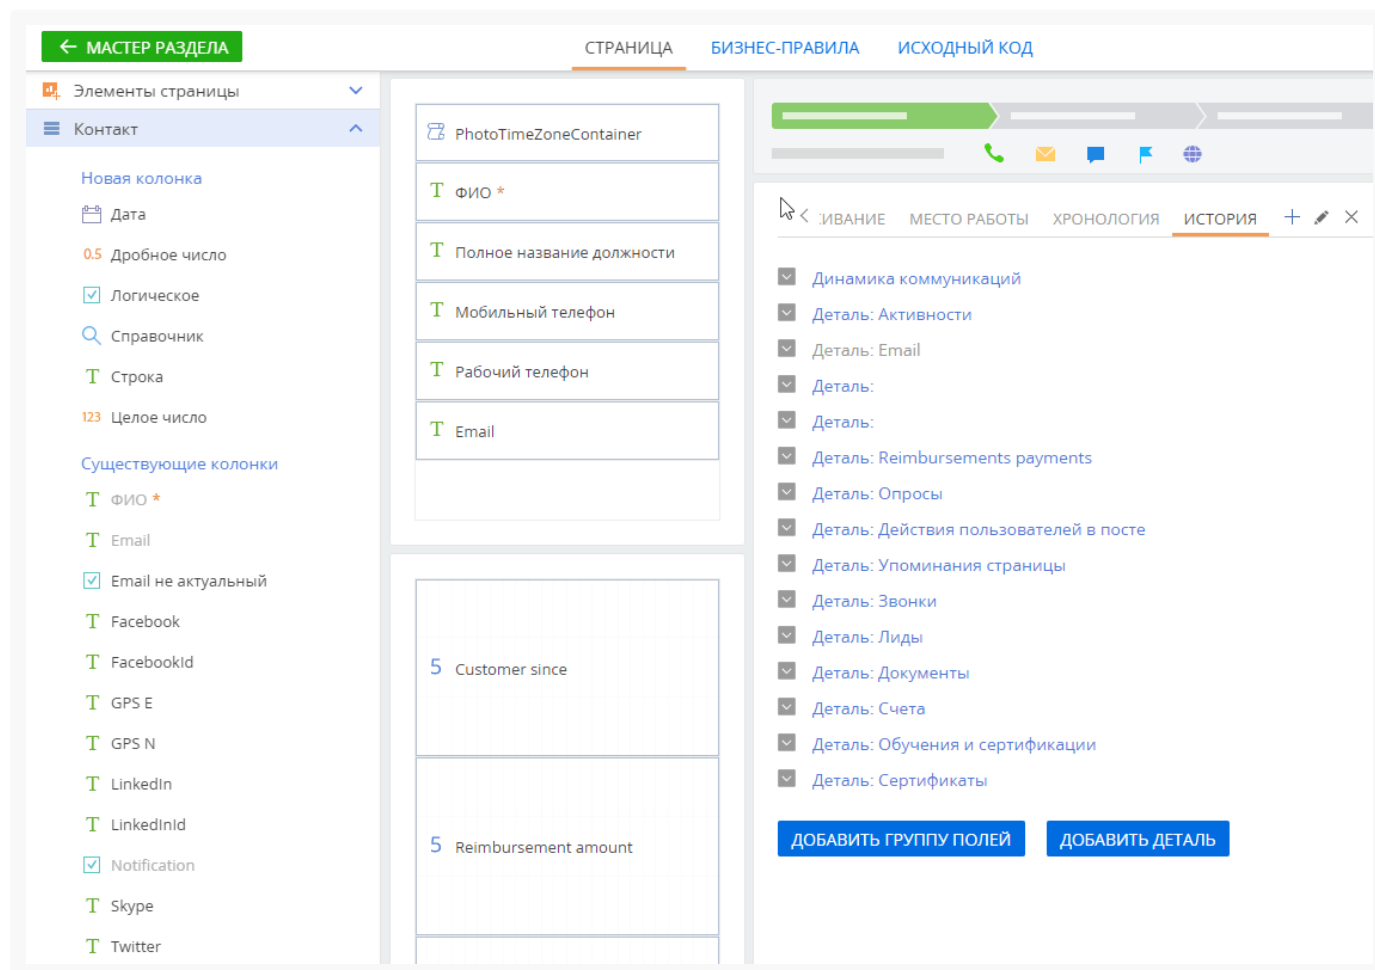 МАСТЕР РАЗДЕЛА
СТРАНИЦА
БИЗНЕС-ПРАВИЛА
ИСХОДНЫЙ КОД
Элементы страницы
Контакт
Новая колонка
Дата
0.5 Дробное число
Логическое
Справочник
T Строка
123 Целое число
Существующие колонки
T ФИО *
T Email
Email не актуальный
T Facebook
T FacebookId
T GPS E
T GPS N
T LinkedIn
T LinkedInId
Notification
T Skype
T Twitter
PhotoTimeZoneContainer
T ФИО *
T Полное название должности
T Мобильный телефон
T Рабочий телефон
T Email
5 Customer since
5 Reimbursement amount
ЖИВАНИЕ
МЕСТО РАБОТЫ
ХРОНОЛОГИЯ
ИСТОРИЯ
Динамика коммуникаций
Деталь: Активности
Деталь: Email
Деталь:
Деталь:
Деталь: Reimbursements payments
Деталь: Опросы
Деталь: Действия пользователей в посте
Деталь: Упоминания страницы
Деталь: Звонки
Деталь: Лиды
Деталь: Документы
Деталь: Счета
Деталь: Обучения и сертификации
Деталь: Сертификаты
ДОБАВИТЬ ГРУППУ ПОЛЕЙ
ДОБАВИТЬ ДЕТАЛЬ